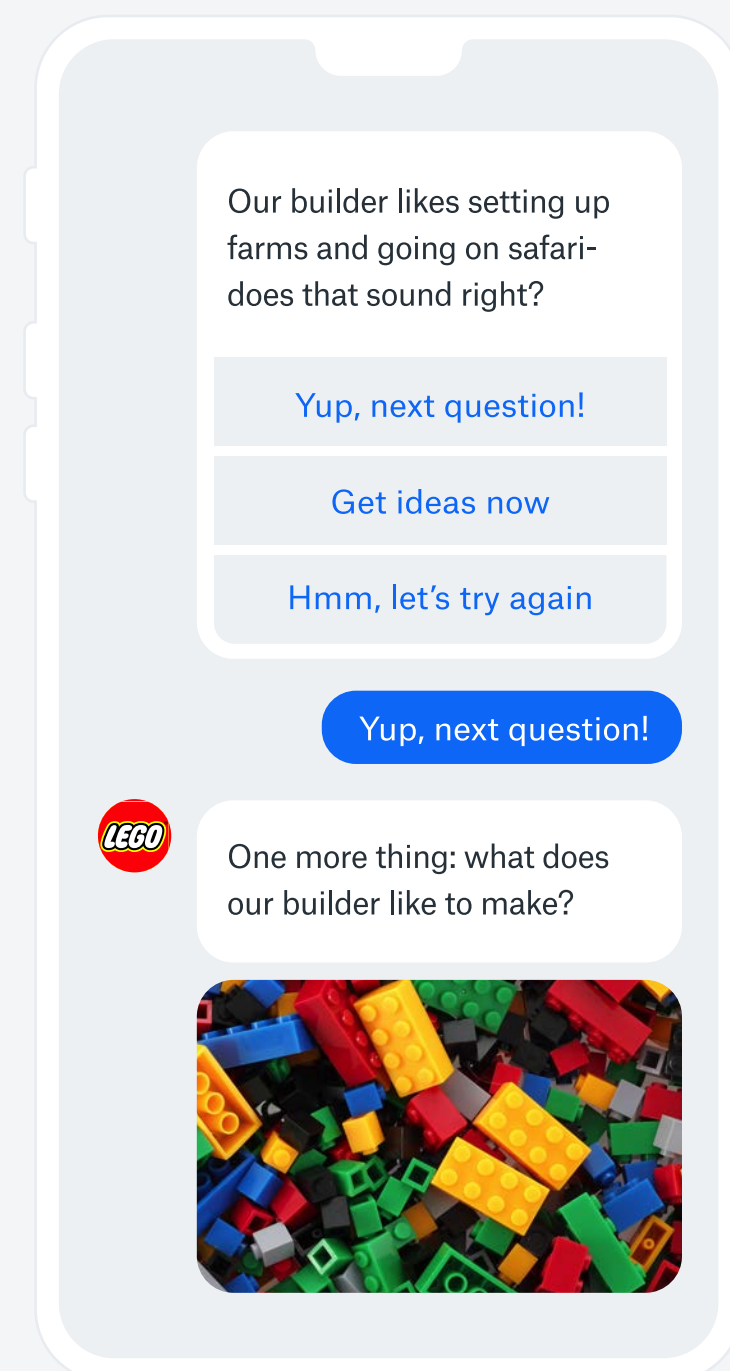 Our builder likes setting up
farms and going on safari-
does that sound right?
Yup, next question!
Get ideas now
Hmm, let's try again
Yup, next question!
LEGO
One more thing: what does
our builder like to make?